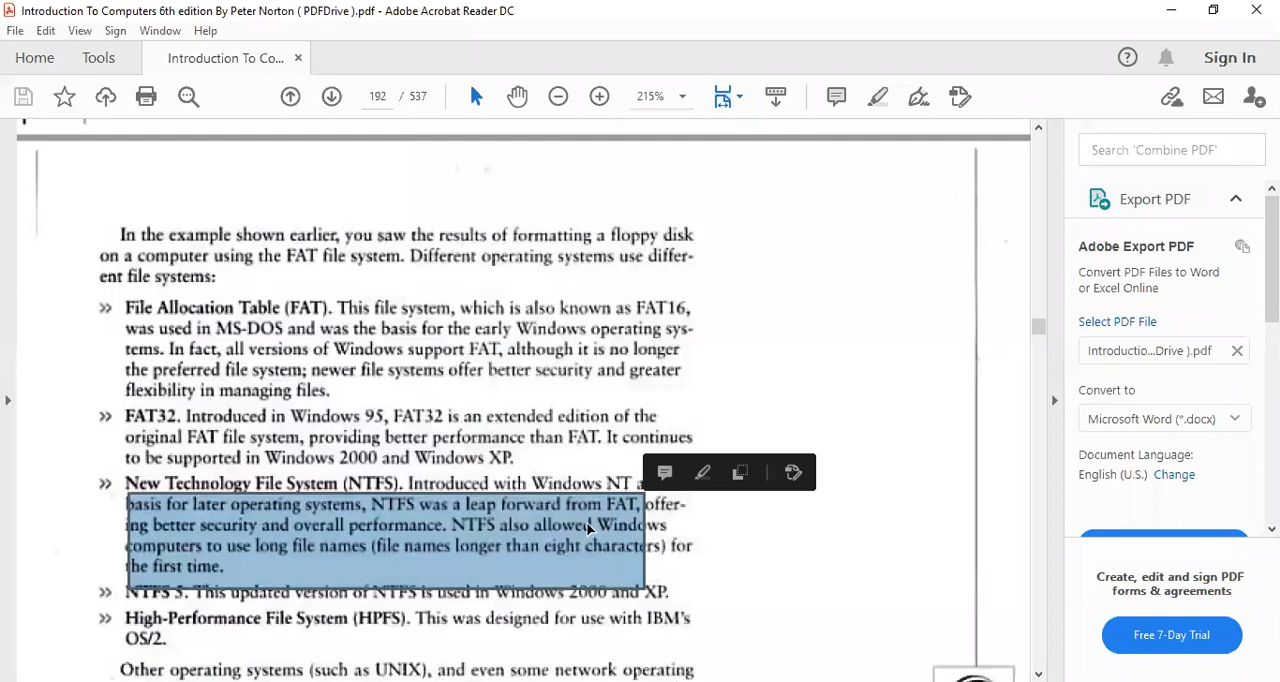 Introduction To Computers 6th edition By Peter Norton ( PDFDrive ).pdf - Adobe Acrobat Reader DC
File Edit View Sign Window Help
Home Tools Introduction To Co... ×
Sign In
192 / 537 215%
In the example shown earlier, you saw the results of formatting a floppy disk
on a computer using the FAT file system. Different operating systems use differ-
ent file systems:
» File Allocation Table (FAT). This file system, which is also known as FAT16,
was used in MS-DOS and was the basis for the early Windows operating sys-
tems. In fact, all versions of Windows support FAT, although it is no longer
the preferred file system; newer file systems offer better security and greater
flexibility in managing files.
» FAT32. Introduced in Windows 95, FAT32 is an extended edition of the
original FAT file system, providing better performance than FAT. It continues
to be supported in Windows 2000 and Windows XP.
» New Technology File System (NTFS). Introduced with Windows NT a
basis for later operating systems, NTFS was a leap forward from FAT, offer-
ing better security and overall performance. NTFS also allowed Windows
computers to use long file names (file names longer than eight characters) for
the first time.
» NTFS 5. This updated version of NTFS is used in Windows 2000 and XP.
» High-Performance File System (HPFS). This was designed for use with IBM's
OS/2.
Other operating systems (such as UNIX), and even some network operating
Search 'Combine PDF'
Export PDF
Adobe Export PDF
Convert PDF Files to Word
or Excel Online
Select PDF File
Introductio...Drive ).pdf ×
Convert to
Microsoft Word (*.docx)
Document Language:
English (U.S.) Change
Create, edit and sign PDF
forms & agreements
Free 7-Day Trial